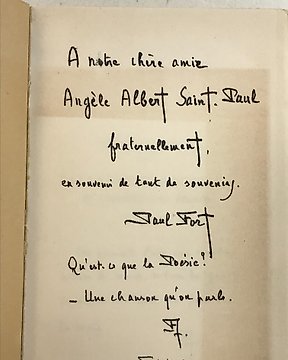 A notre chère amie
Angèle Albert Saint-Paul
fraternellement,
en souvenir de tant de souvenirs.
Paul Fort
Qu'est-ce que la Poésie?
- Une chanson qu'on parle.